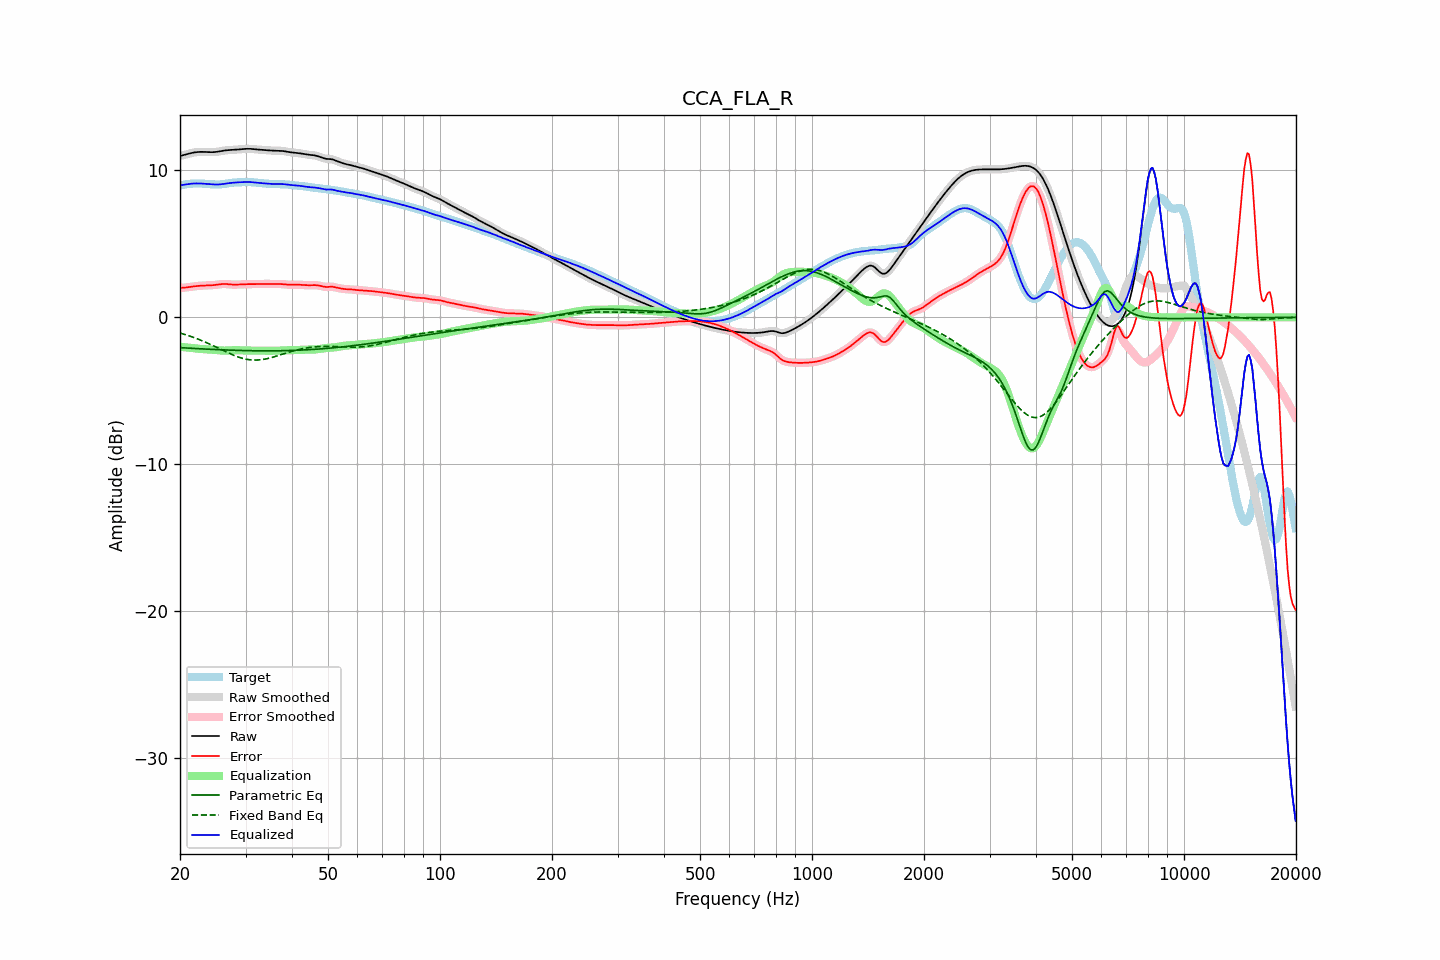 CCA_FLA_R
10
0
−10
−20
−30
Amplitude (dBr)
Target
Raw Smoothed
Error Smoothed
Raw
Error
Equalization
Parametric Eq
Fixed Band Eq
Equalized
20 50 100 200 500 1000 2000 5000 10000 20000
Frequency (Hz)